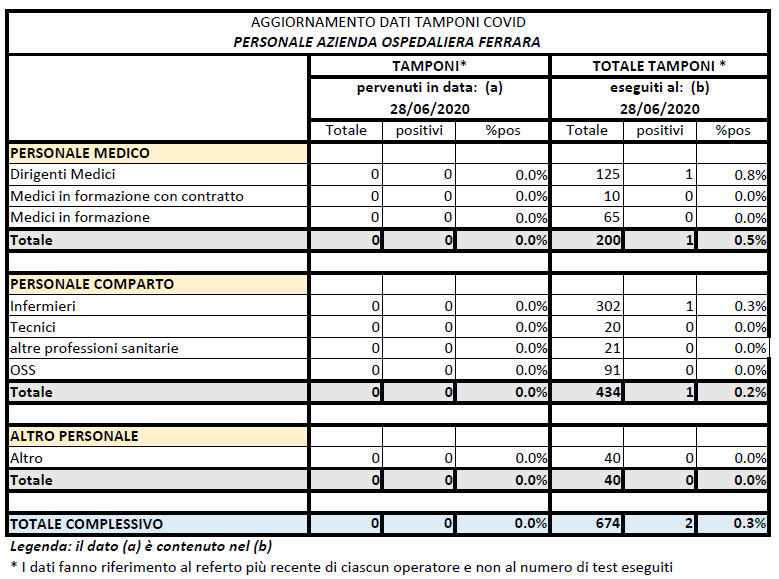 AGGIORNAMENTO DATI TAMPONI COVID
PERSONALE AZIENDA OSPEDALIERA FERRARA
TAMPONI* TOTALE TAMPONI *
pervenuti in data: (a) eseguiti al: (b)
28/06/2020 28/06/2020
Totale positivi %pos Totale positivi %pos
PERSONALE MEDICO
Dirigenti Medici 0 0 0.0% 125 1 0.8%
Medici in formazione con contratto 0 0 0.0% 10 0 0.0%
Medici in formazione 0 0 0.0% 65 0 0.0%
Totale 0 0 0.0% 200 1 0.5%
PERSONALE COMPARTO
Infermieri 0 0 0.0% 302 1 0.3%
Tecnici 0 0 0.0% 20 0 0.0%
altre professioni sanitarie 0 0 0.0% 21 0 0.0%
OSS 0 0 0.0% 91 0 0.0%
Totale 0 0 0.0% 434 1 0.2%
ALTRO PERSONALE
Altro 0 0 0.0% 40 0 0.0%
Totale 0 0 0.0% 40 0 0.0%
TOTALE COMPLESSIVO 0 0 0.0% 674 2 0.3%
Legenda: il dato (a) è contenuto nel (b)
* I dati fanno riferimento al referto più recente di ciascun operatore e non al numero di test eseguiti